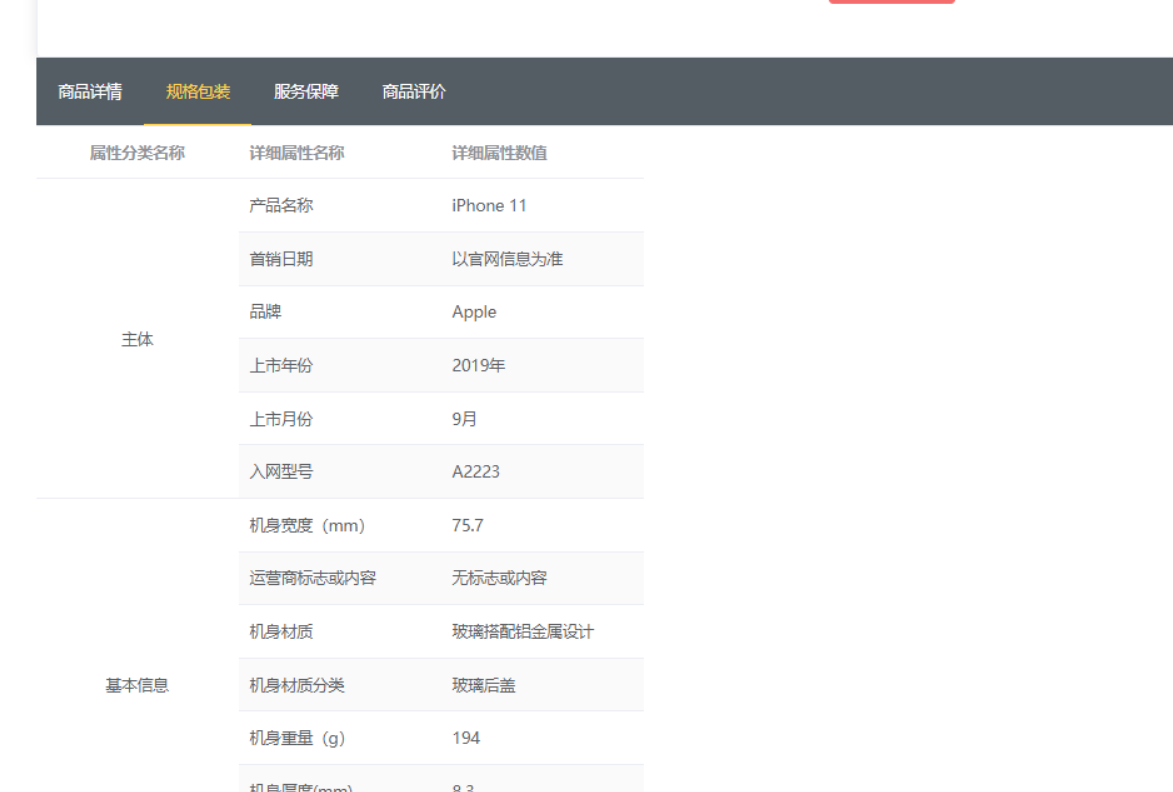 商品详情 规格包装 服务保障 商品评价
属性分类名称 详细属性名称 详细属性数值
产品名称 iPhone 11
首销日期 以官网信息为准
品牌 Apple
主体
上市年份 2019年
上市月份 9月
入网型号 A2223
机身宽度（mm） 75.7
运营商标志或内容 无标志或内容
机身材质 玻璃搭配铝金属设计
基本信息 机身材质分类 玻璃后盖
机身重量（g） 194
机身厚度(mm) 8.3